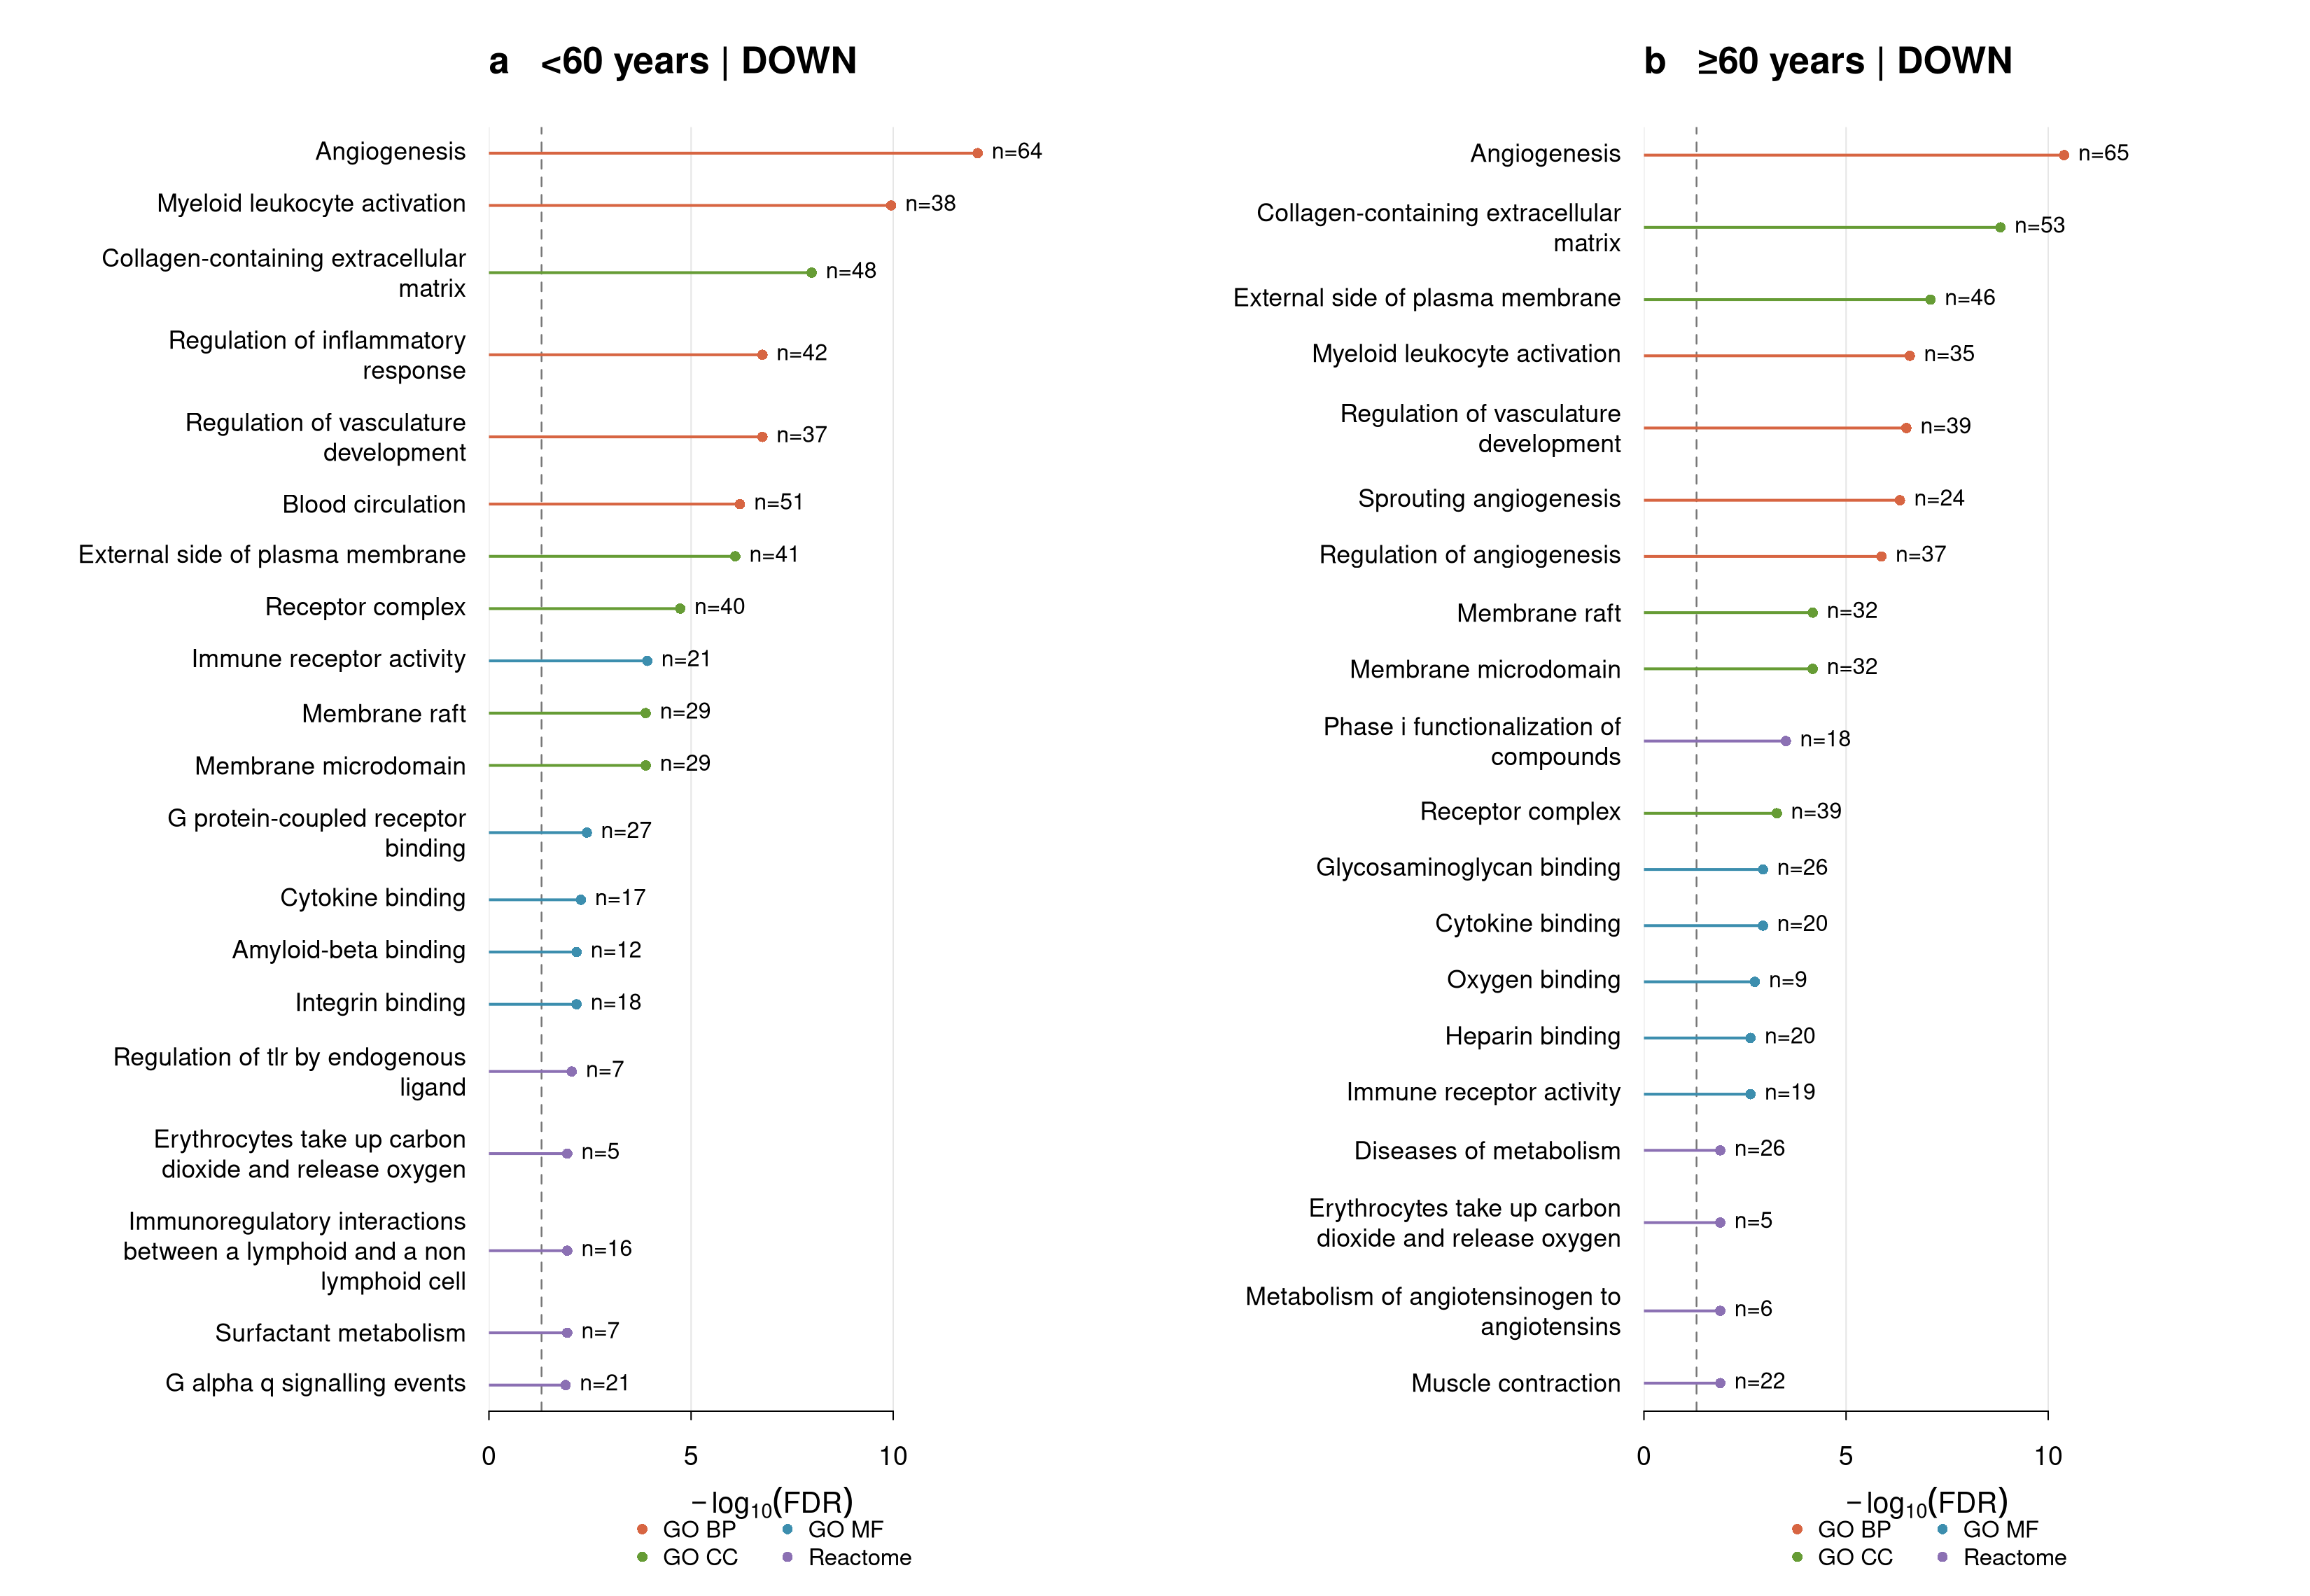 a <60 years | DOWN
Angiogenesis
n=64
Myeloid leukocyte activation
n=38
Collagen-containing extracellular
matrix
n=48
Regulation of inflammatory
response
n=42
Regulation of vasculature
development
n=37
Blood circulation
n=51
External side of plasma membrane
n=41
Receptor complex
n=40
Immune receptor activity
n=21
Membrane raft
n=29
Membrane microdomain
n=29
G protein-coupled receptor
binding
n=27
Cytokine binding
n=17
Amyloid-beta binding
n=12
Integrin binding
n=18
Regulation of tlr by endogenous
ligand
n=7
Erythrocytes take up carbon
dioxide and release oxygen
n=5
Immunoregulatory interactions
between a lymphoid and a non
lymphoid cell
n=16
Surfactant metabolism
n=7
G alpha q signalling events
n=21
0 5 10
−log10(FDR)
GO BP GO MF
GO CC Reactome
b ≥60 years | DOWN
Angiogenesis
n=65
Collagen-containing extracellular
matrix
n=53
External side of plasma membrane
n=46
Myeloid leukocyte activation
n=35
Regulation of vasculature
development
n=39
Sprouting angiogenesis
n=24
Regulation of angiogenesis
n=37
Membrane raft
n=32
Membrane microdomain
n=32
Phase i functionalization of
compounds
n=18
Receptor complex
n=39
Glycosaminoglycan binding
n=26
Cytokine binding
n=20
Oxygen binding
n=9
Heparin binding
n=20
Immune receptor activity
n=19
Diseases of metabolism
n=26
Erythrocytes take up carbon
dioxide and release oxygen
n=5
Metabolism of angiotensinogen to
angiotensins
n=6
Muscle contraction
n=22
0 5 10
−log10(FDR)
GO BP GO MF
GO CC Reactome